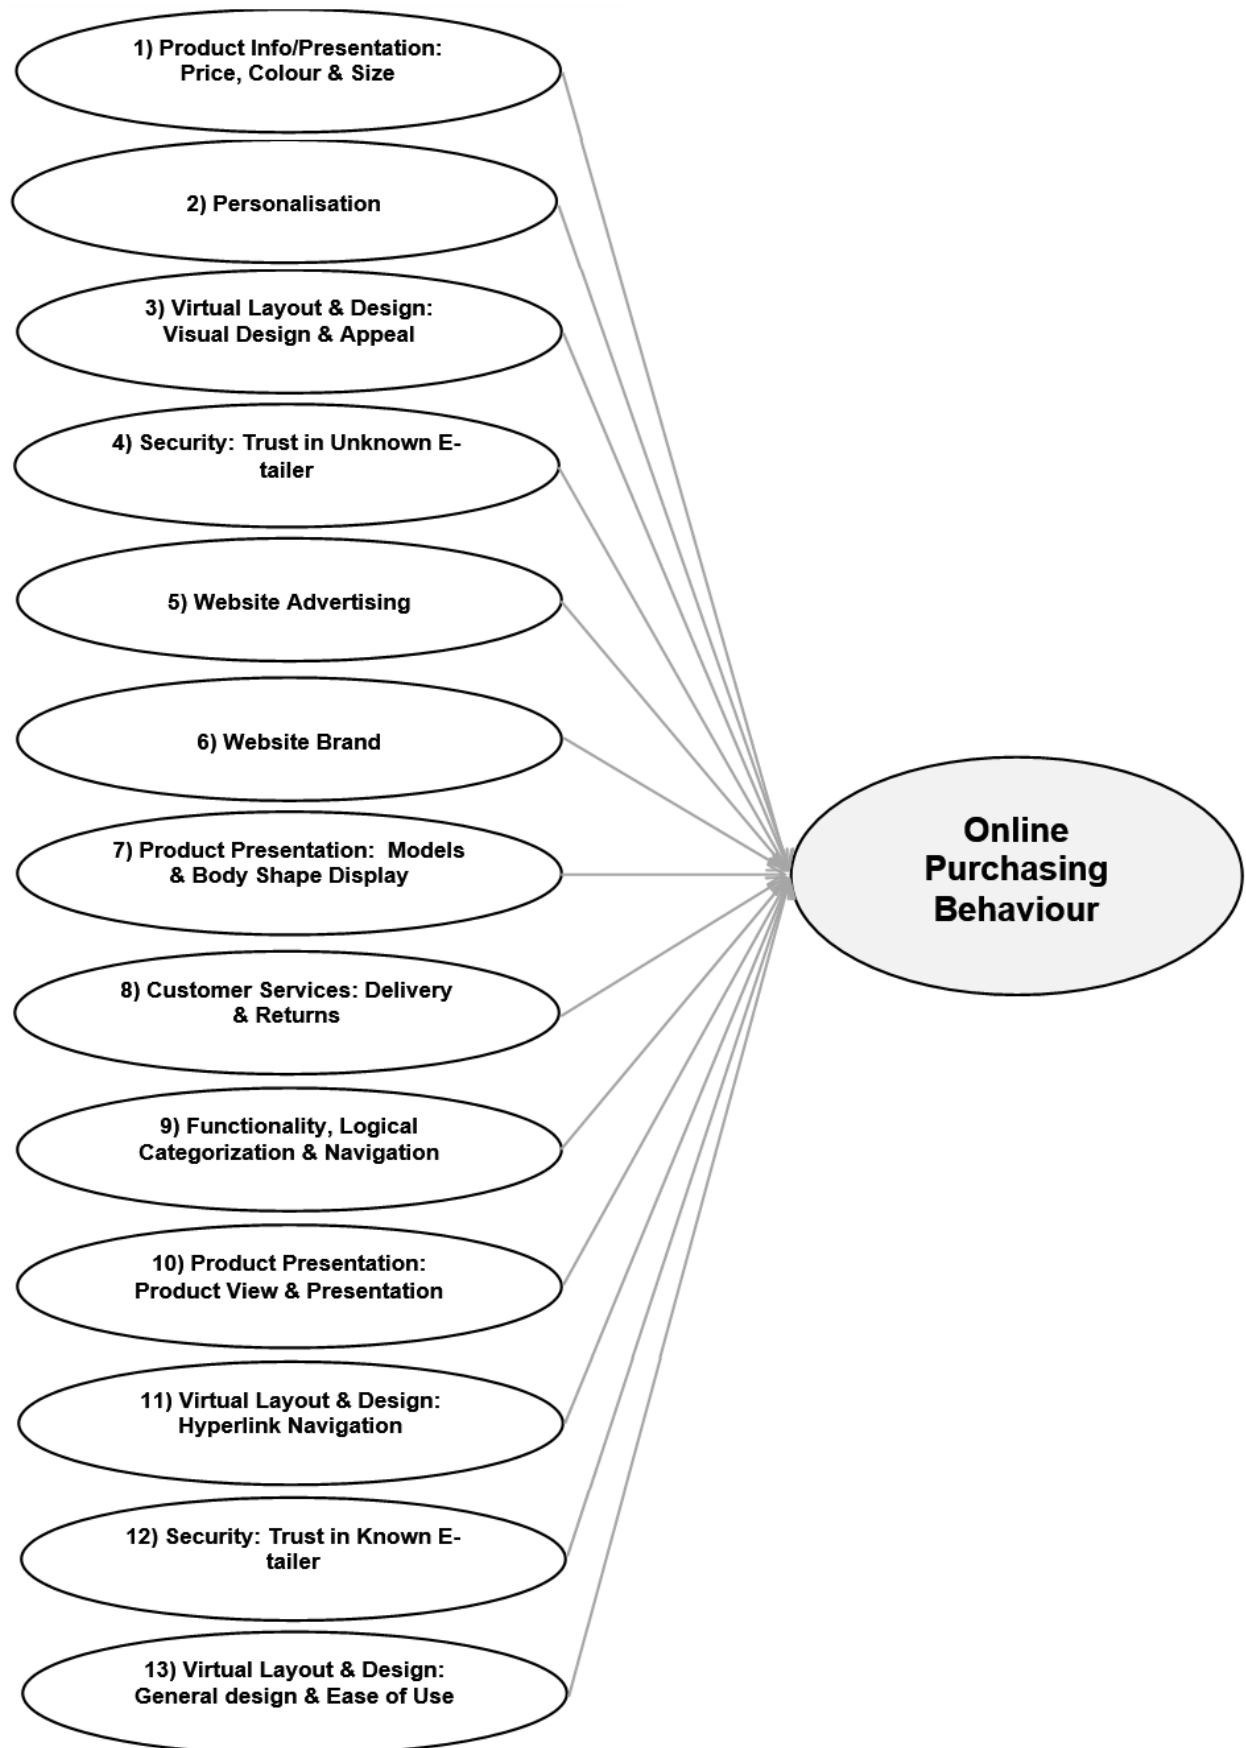 1) Product Info/Presentation:
Price, Colour & Size
2) Personalisation
3) Virtual Layout & Design:
Visual Design & Appeal
4) Security: Trust in Unknown E-
tailer
5) Website Advertising
6) Website Brand
7) Product Presentation:  Models
& Body Shape Display
8) Customer Services: Delivery
& Returns
9) Functionality, Logical
Categorization & Navigation
10) Product Presentation:
Product View & Presentation
11) Virtual Layout & Design:
Hyperlink Navigation
12) Security: Trust in Known E-
tailer
13) Virtual Layout & Design:
General design & Ease of Use
Online
Purchasing
Behaviour